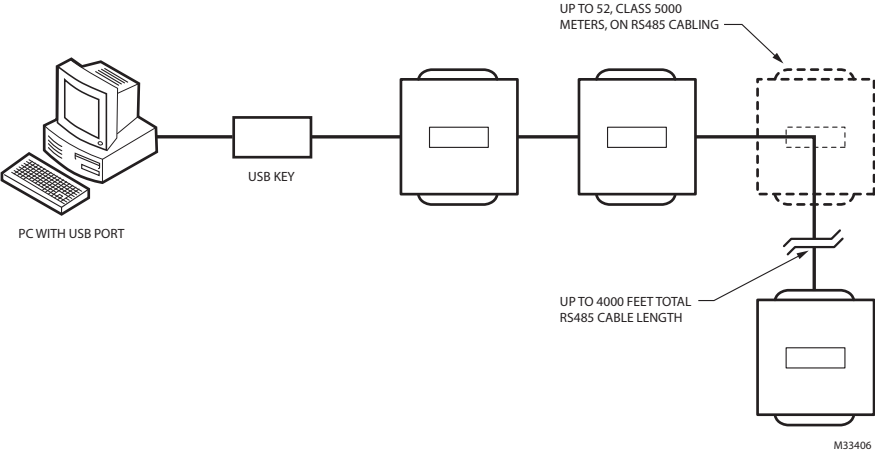 UP TO 52, CLASS 5000
METERS, ON RS485 CABLING
USB KEY
PC WITH USB PORT
UP TO 4000 FEET TOTAL
RS485 CABLE LENGTH
M33406